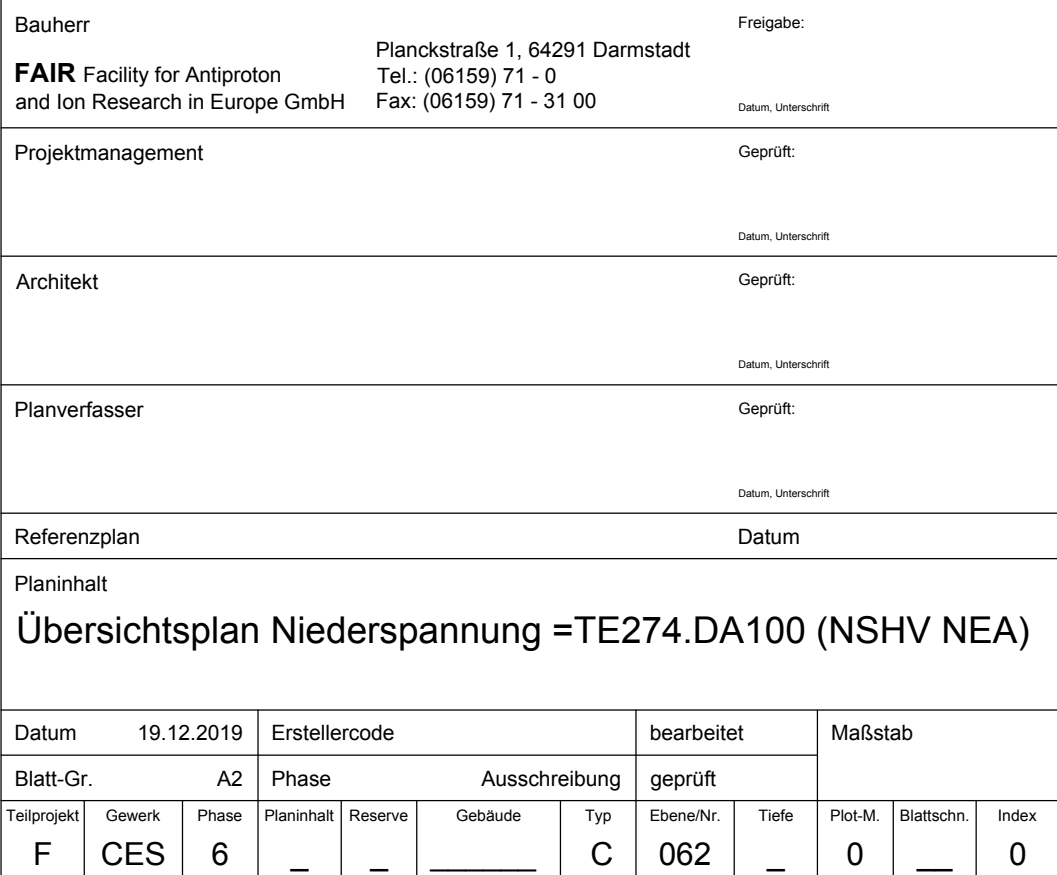 Bauherr
Freigabe:
FAIR Facility for Antiproton
and Ion Research in Europe GmbH
Planckstraße 1, 64291 Darmstadt
Tel.: (06159) 71 - 0
Fax: (06159) 71 - 31 00
Datum, Unterschrift
Projektmanagement
Geprüft:
Datum, Unterschrift
Architekt
Geprüft:
Datum, Unterschrift
Planverfasser
Geprüft:
Datum, Unterschrift
Referenzplan
Datum
Planinhalt
Übersichtsplan Niederspannung =TE274.DA100 (NSHV NEA)
Datum 19.12.2019 Erstellercode bearbeitet Maßstab
Blatt-Gr. A2 Phase Ausschreibung geprüft
Teilprojekt Gewerk Phase Planinhalt Reserve Gebäude Typ Ebene/Nr. Tiefe Plot-M. Blattschn. Index
F CES 6 _ _ ______ C 062 _ 0 __ 0